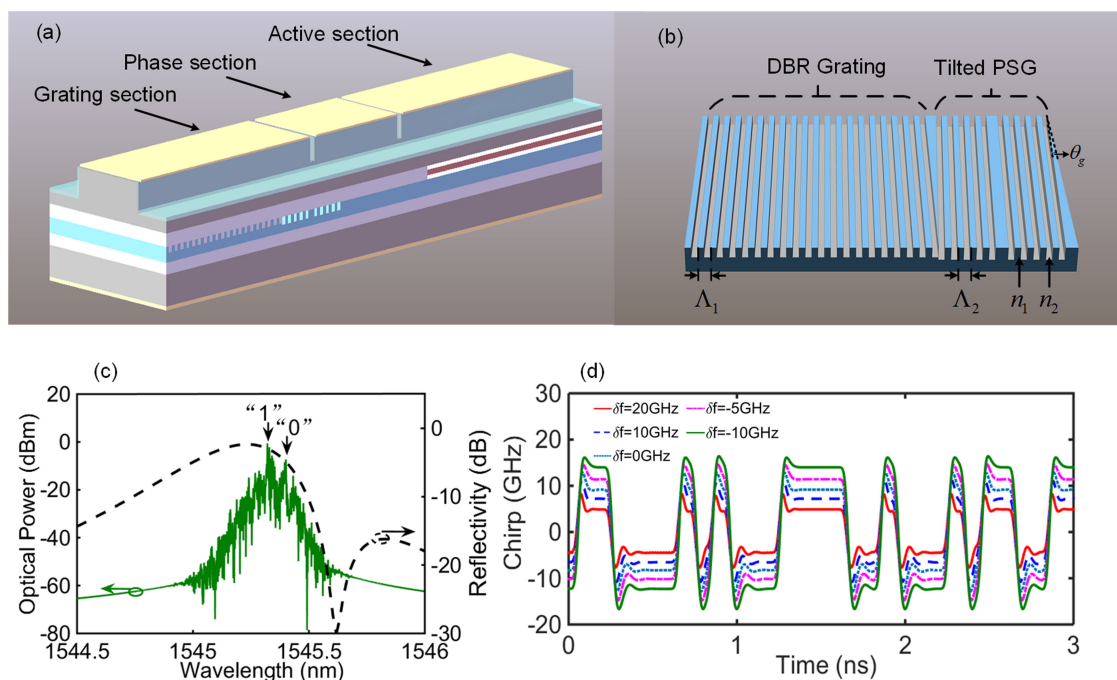 (a)
Active section
Phase section
Grating section
(b)
DBR Grating
Tilted PSG
θg
Λ1
Λ2
n1
n2
(c)
20
0
-20
-40
-60
-80
Optical Power (dBm)
“1”
“0”
0
-10
-20
-30
Reflectivity (dB)
1544.5
1545
1545.5
1546
Wavelength (nm)
(d)
30
20
10
0
-10
-20
Chirp (GHz)
δf=20GHz
δf=-5GHz
δf=10GHz
δf=-10GHz
δf=0GHz
0
1
2
3
Time (ns)